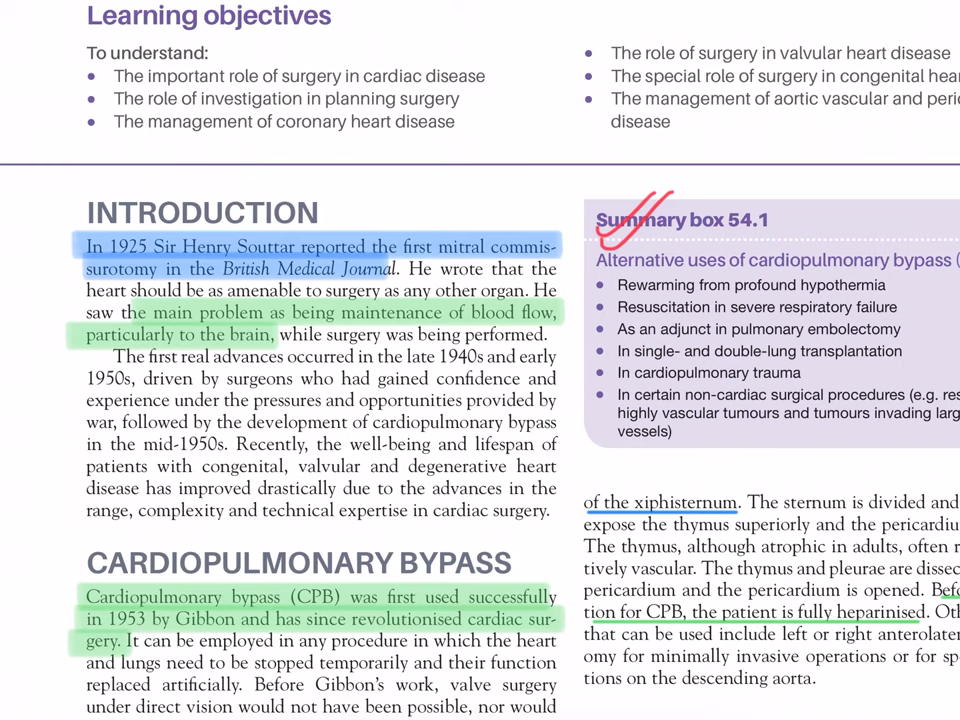 Learning objectives
To understand:
• The important role of surgery in cardiac disease
• The role of investigation in planning surgery
• The management of coronary heart disease
• The role of surgery in valvular heart disease
• The special role of surgery in congenital
• The management of aortic vascular and
disease
INTRODUCTION
In 1925 Sir Henry Souttar reported the first mitral commis-
surotomy in the British Medical Journal. He wrote that the
heart should be as amenable to surgery as any other organ. He
saw the main problem as being maintenance of blood flow,
particularly to the brain, while surgery was being performed.
The first real advances occurred in the late 1940s and early
1950s, driven by surgeons who had gained confidence and
experience under the pressures and opportunities provided by
war, followed by the development of cardiopulmonary bypass
in the mid-1950s. Recently, the well-being and lifespan of
patients with congenital, valvular and degenerative heart
disease has improved drastically due to the advances in the
range, complexity and technical expertise in cardiac surgery.
CARDIOPULMONARY BYPASS
Cardiopulmonary bypass (CPB) was first used successfully
in 1953 by Gibbon and has since revolutionised cardiac sur-
gery. It can be employed in any procedure in which the heart
and lungs need to be stopped temporarily and their function
replaced artificially. Before Gibbon's work, valve surgery
under direct vision would not have been possible, nor would
Summary box 54.1
Alternative uses of cardiopulmonary bypass (
• Rewarming from profound hypothermia
• Resuscitation in severe respiratory failure
• As an adjunct in pulmonary embolectomy
• In single- and double-lung transplantation
• In cardiopulmonary trauma
• In certain non-cardiac surgical procedures (e.g.
highly vascular tumours and tumours invading
vessels)
of the xiphisternum. The sternum is divided and
expose the thymus superiorly and the
The thymus, although atrophic in adults, often
tively vascular. The thymus and pleurae are
pericardium and the pericardium is opened.
tion for CPB, the patient is fully heparinised.
that can be used include left or right
omy for minimally invasive operations or for
tions on the descending aorta.